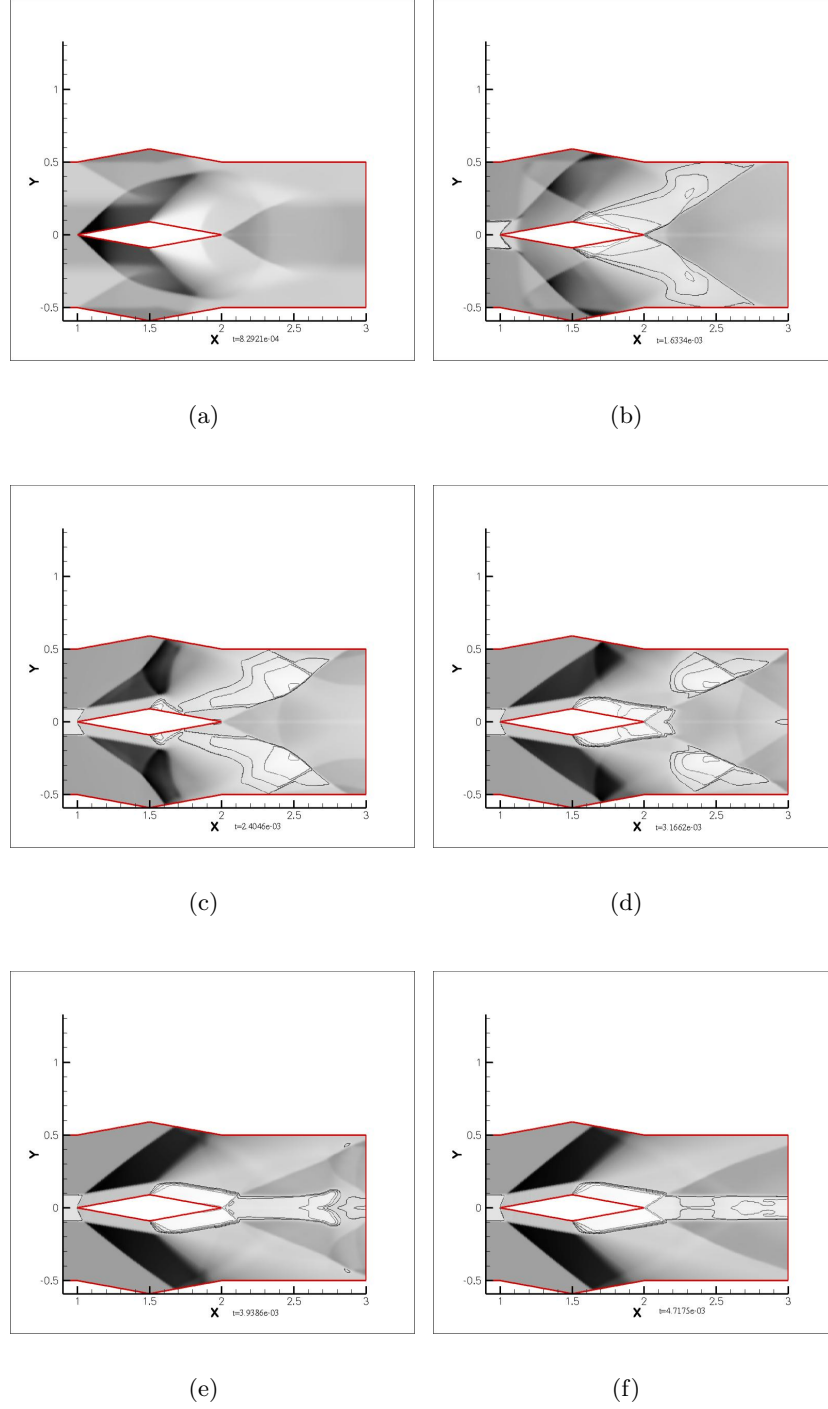 1
0.5
Y
0
-0.5
1 1.5 2 2.5 3
X t=8.2921e-04
(a)
1
0.5
Y
0
-0.5
1 1.5 2 2.5 3
X t=1.6334e-03
(b)
1
0.5
Y
0
-0.5
1 1.5 2 2.5 3
X t=2.4046e-03
(c)
1
0.5
Y
0
-0.5
1 1.5 2 2.5 3
X t=3.1662e-03
(d)
1
0.5
Y
0
-0.5
1 1.5 2 2.5 3
X t=3.9386e-03
(e)
1
0.5
Y
0
-0.5
1 1.5 2 2.5 3
X t=4.7175e-03
(f)